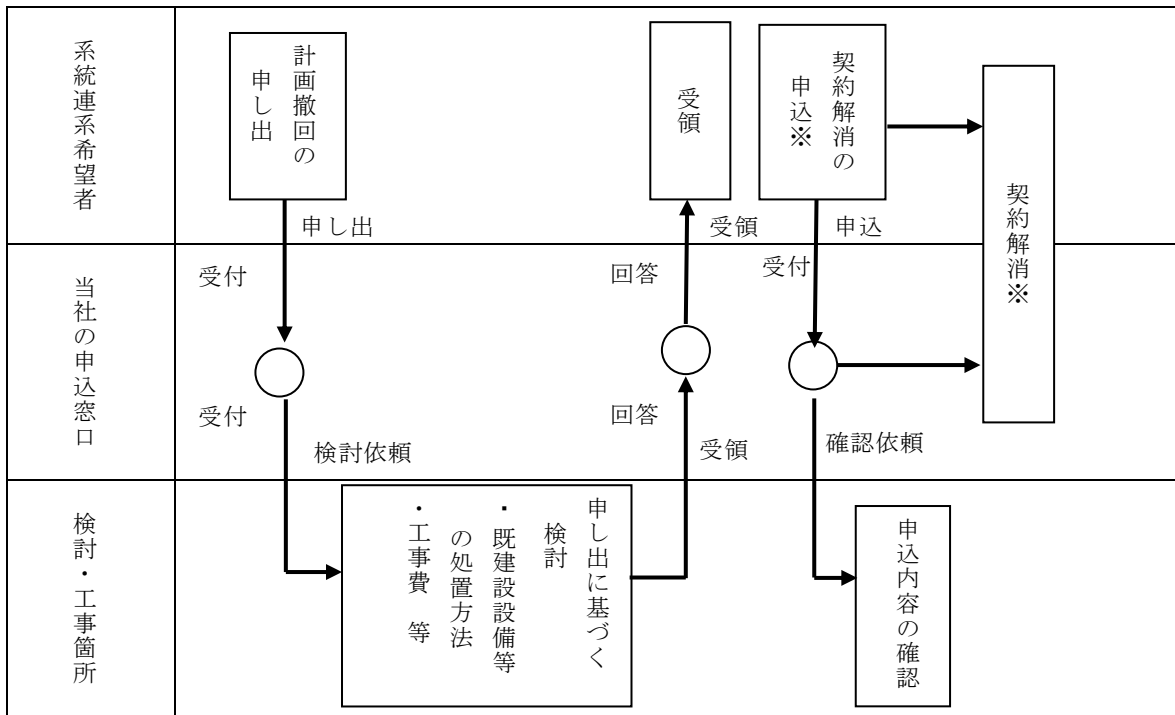 系統連系希望者
計画撤回の
申し出
受領
契約解消の
申込※
契約解消※
申し出
受領
申込
当社の申込窓口
受付
回答
受付
受付
回答
検討依頼
受領
確認依頼
検討・工事箇所
申し出に基づく
検討
・既建設設備等
の処置方法
・工事費 等
申込内容の確認